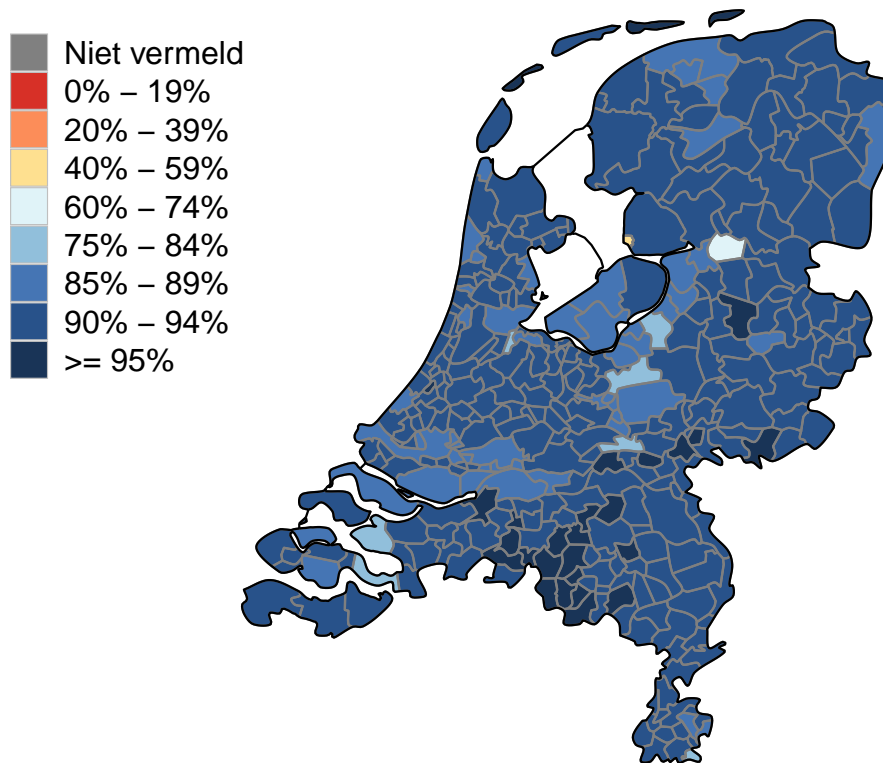 Niet vermeld
0% – 19%
20% – 39%
40% – 59%
60% – 74%
75% – 84%
85% – 89%
90% – 94%
>= 95%